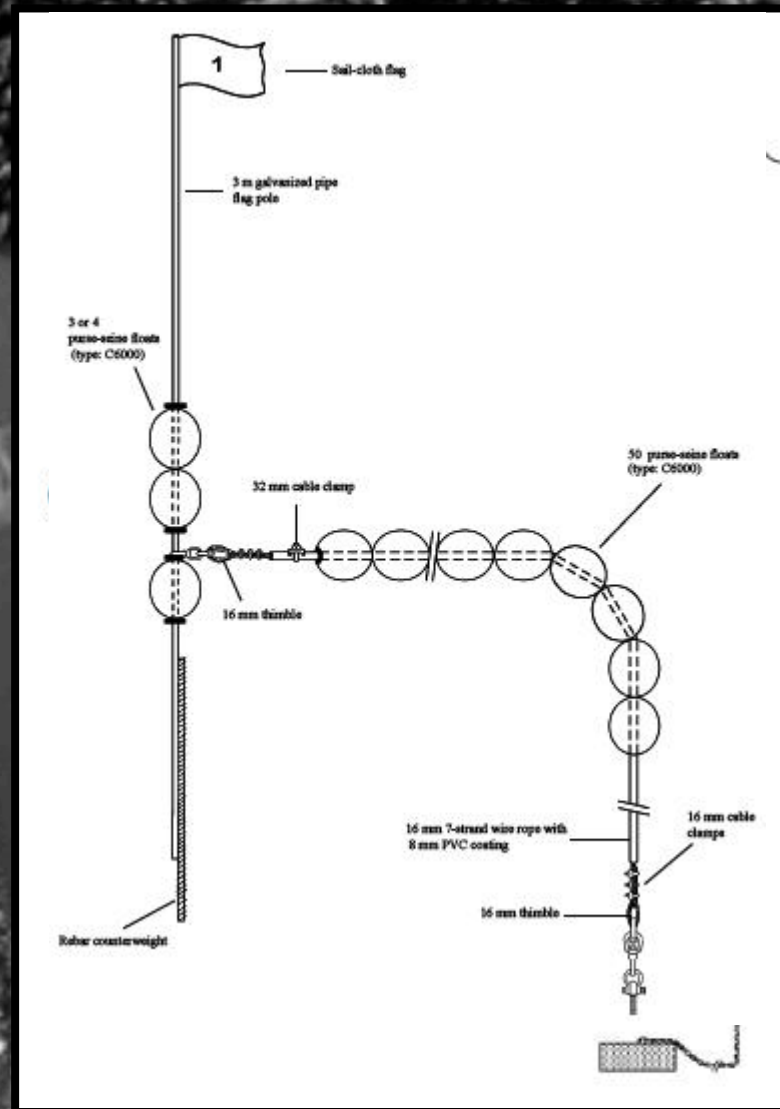 1
Sail-cloth flag
3 m galvanized pipe
flag pole
3 or 4
purse-seine floats
(type: C6000)
50 purse-seine floats
(type: C6000)
32 mm cable clamp
16 mm thimble
16 mm 7-strand wire rope with
8 mm PVC coating
16 mm cable
clamps
16 mm thimble
Rebar counterweight